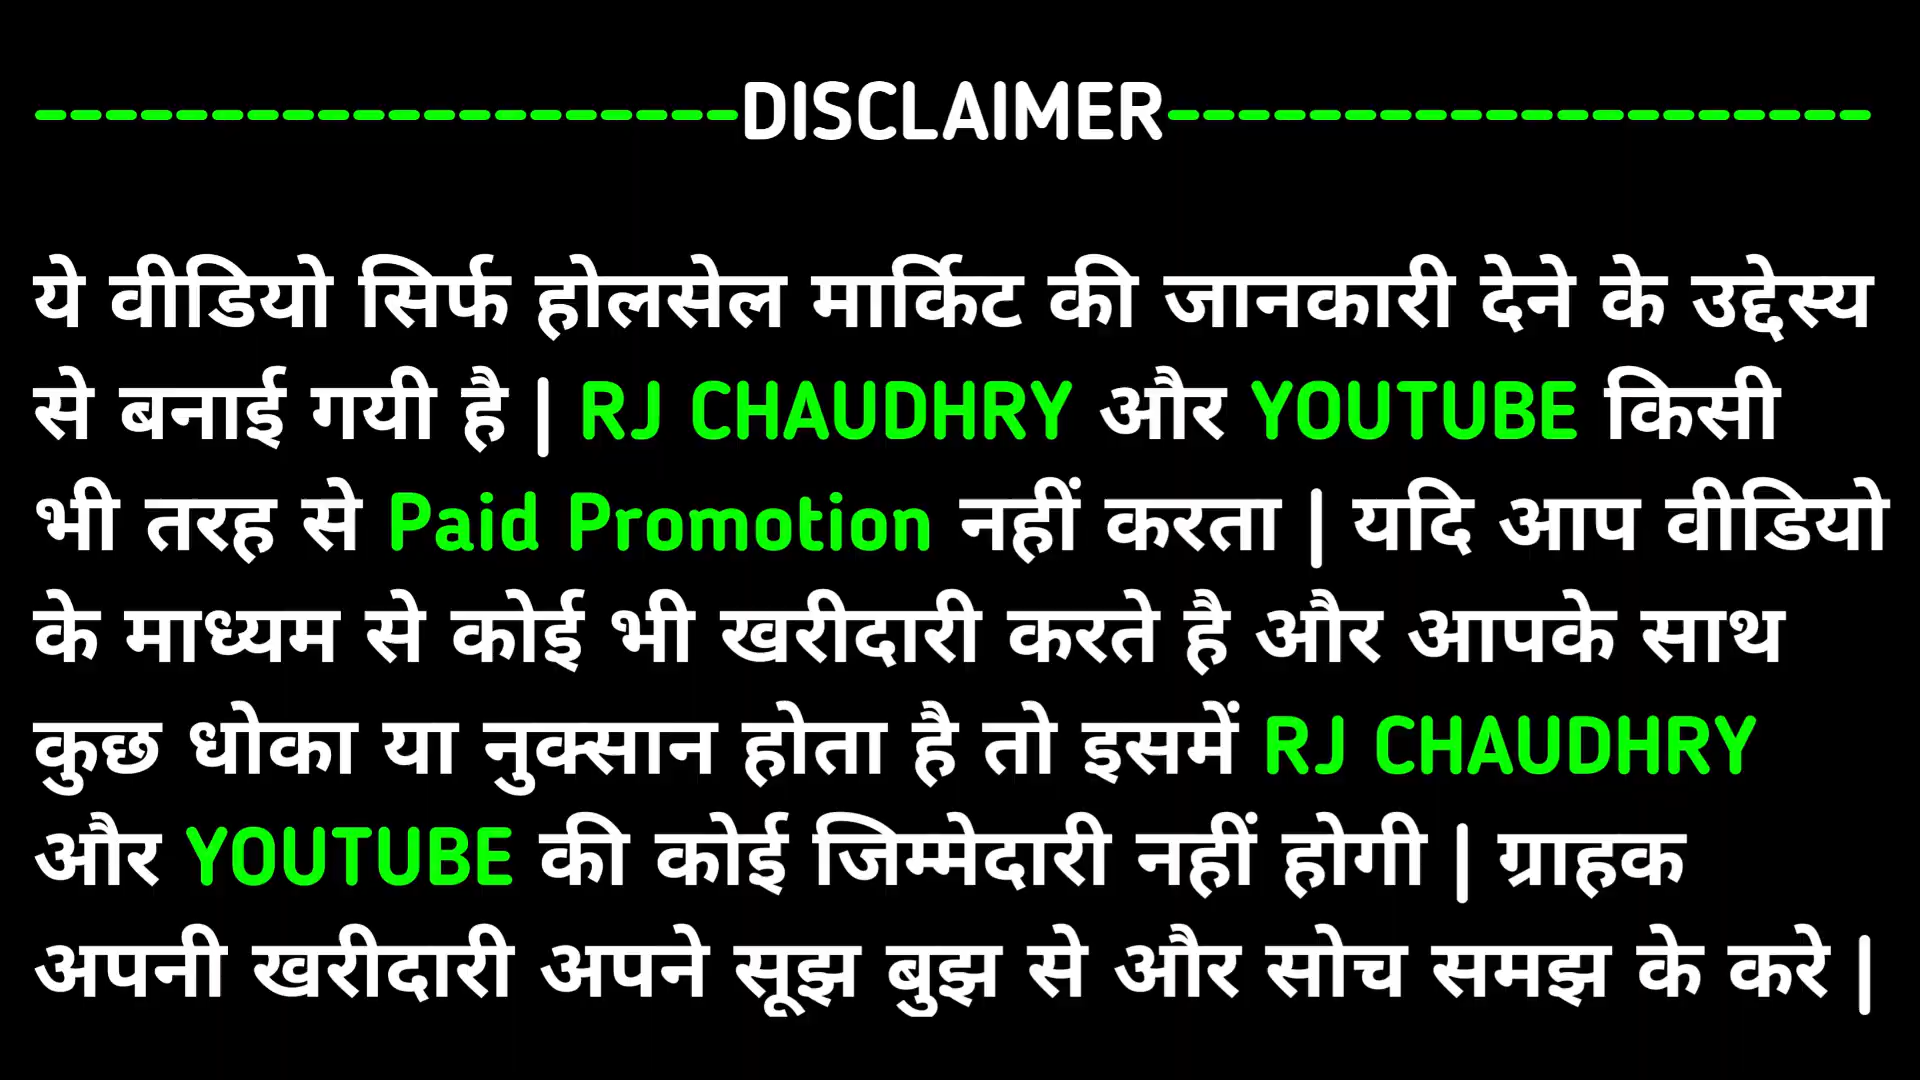 --------------------DISCLAIMER--------------------
ये वीडियो सिर्फ होलसेल मार्किट की जानकारी देने के उद्देस्य
से बनाई गयी है | RJ CHAUDHRY और YOUTUBE किसी
भी तरह से Paid Promotion नहीं करता | यदि आप वीडियो
के माध्यम से कोई भी खरीदारी करते है और आपके साथ
कुछ धोका या नुक्सान होता है तो इसमें RJ CHAUDHRY
और YOUTUBE की कोई जिम्मेदारी नहीं होगी | ग्राहक
अपनी खरीदारी अपने सूझ बुझ से और सोच समझ के करे |